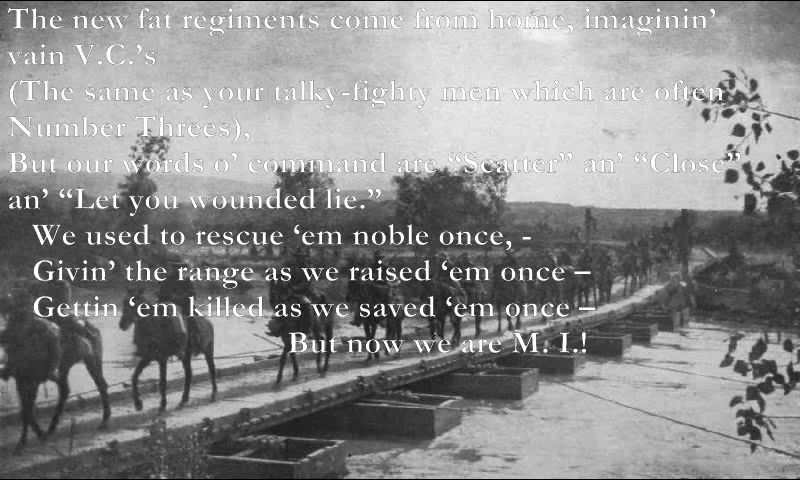 The new fat regiments come from home, imaginin’
vain V.C.’s
(The same as your talky-fighty men which are often
Number Threes),
But our words o’ command are “Scatter” an’ “Close”
an’ “Let you wounded lie.”
We used to rescue ‘em noble once, -
Givin’ the range as we raised ‘em once –
Gettin ‘em killed as we saved ‘em once –
But now we are M. I.!